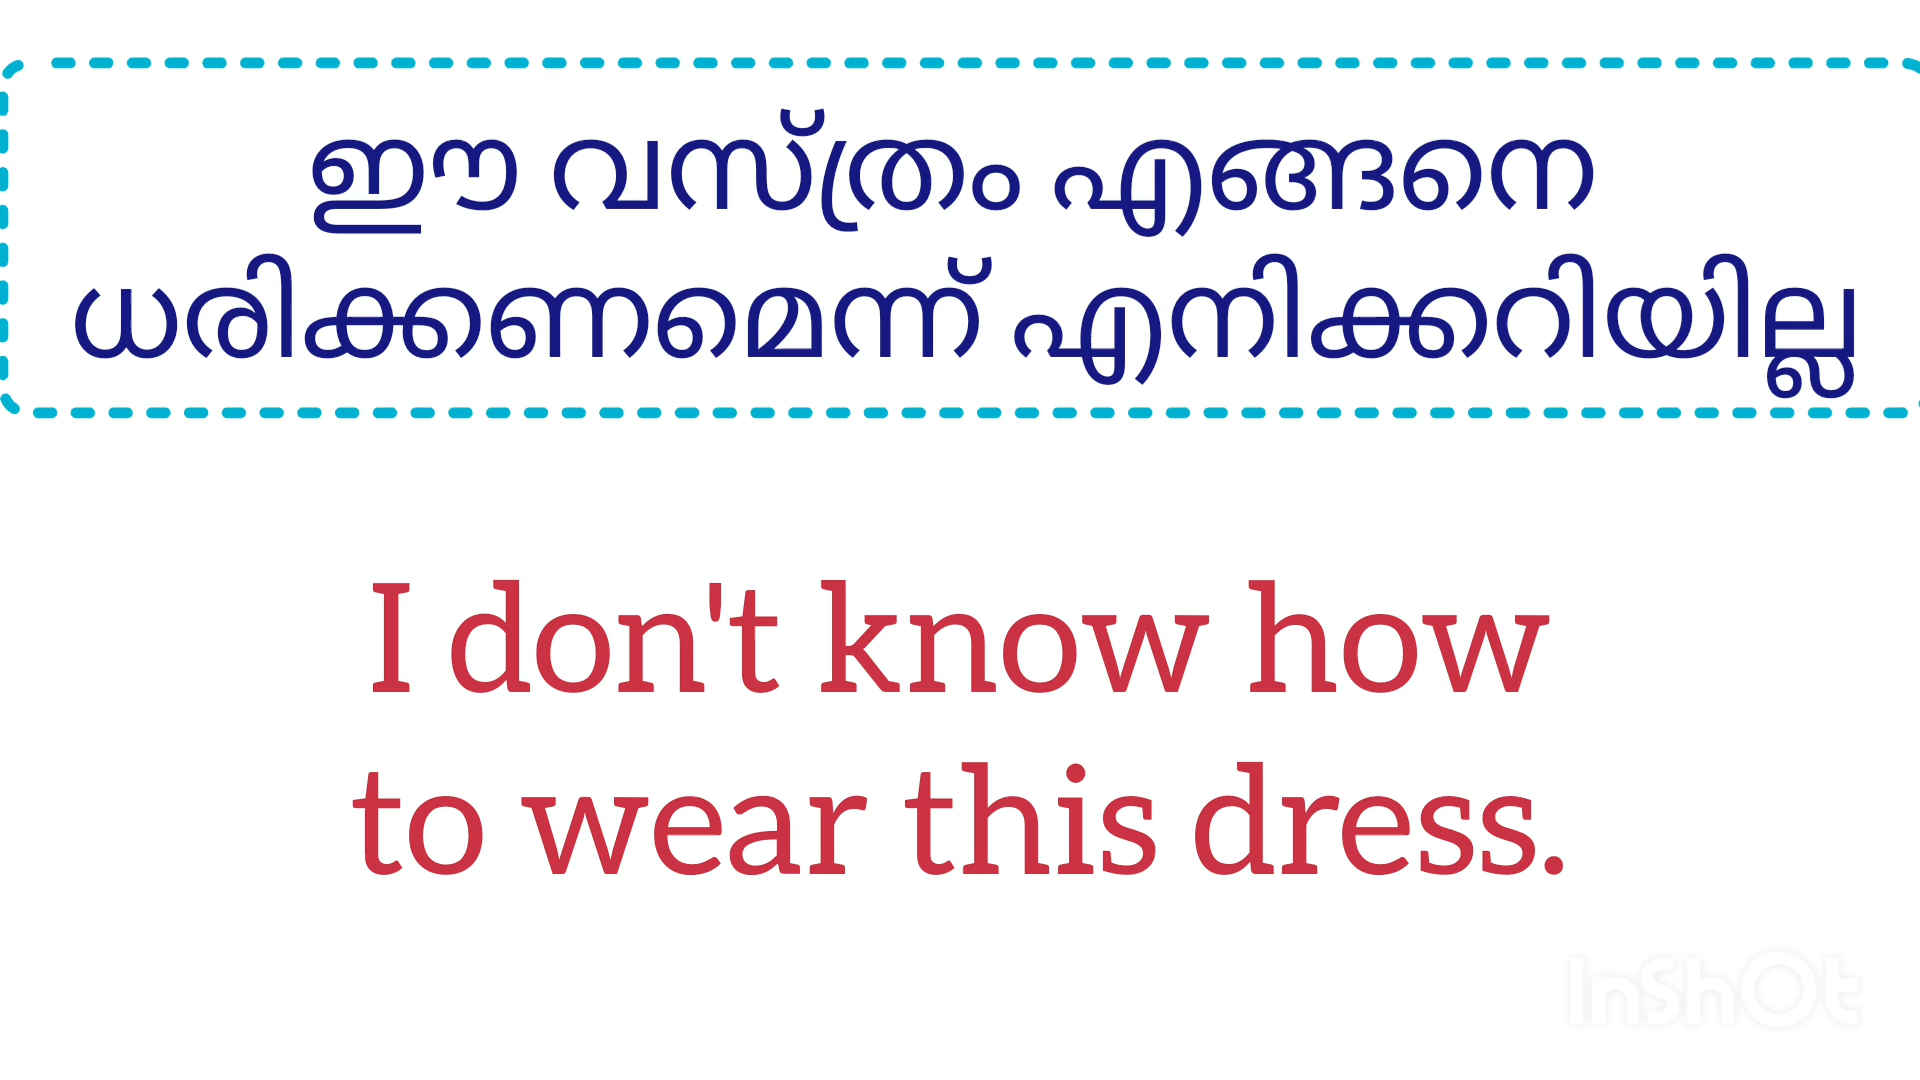 ഈ വസ്ത്രം എങ്ങനെ
ധരിക്കണമെന്ന് എനിക്കറിയില്ല
I don't know how
to wear this dress.
InShOt